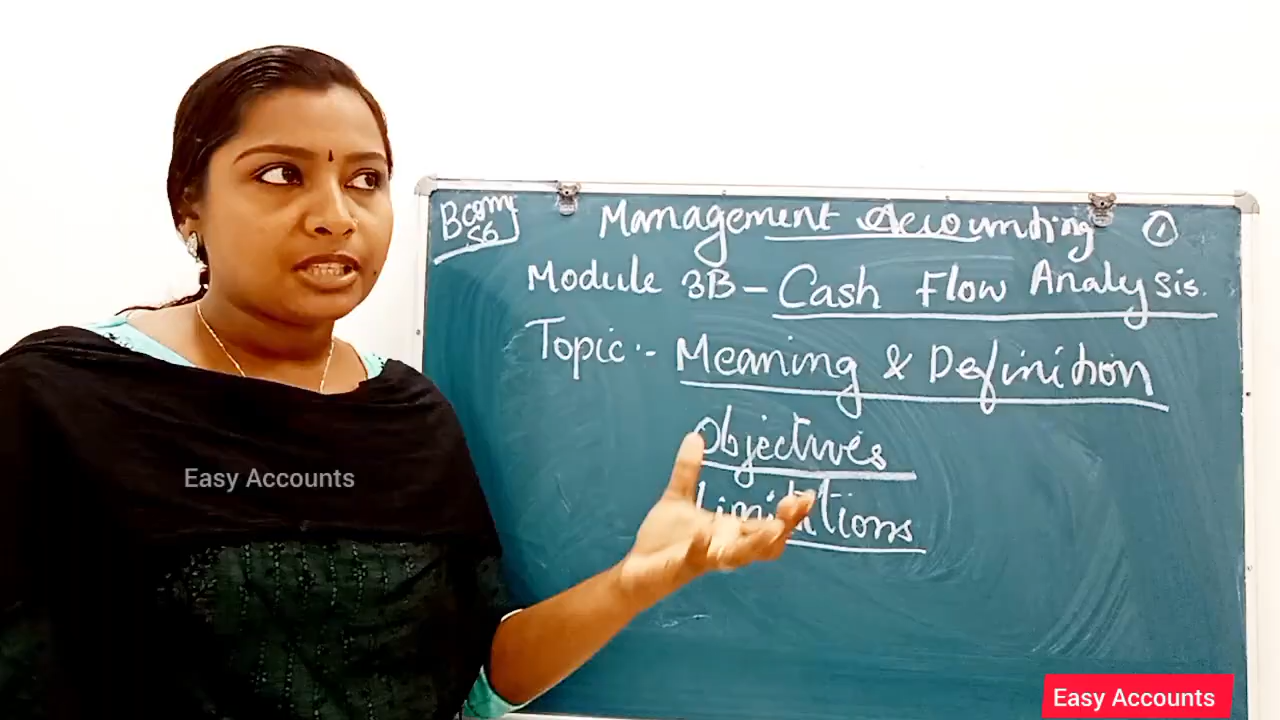 Bcom
S6
Management Accounting 1
Module 3B - Cash Flow Analysis.
Topic:- Meaning & Definition
Objectives
Limitations
Easy Accounts
Easy Accounts